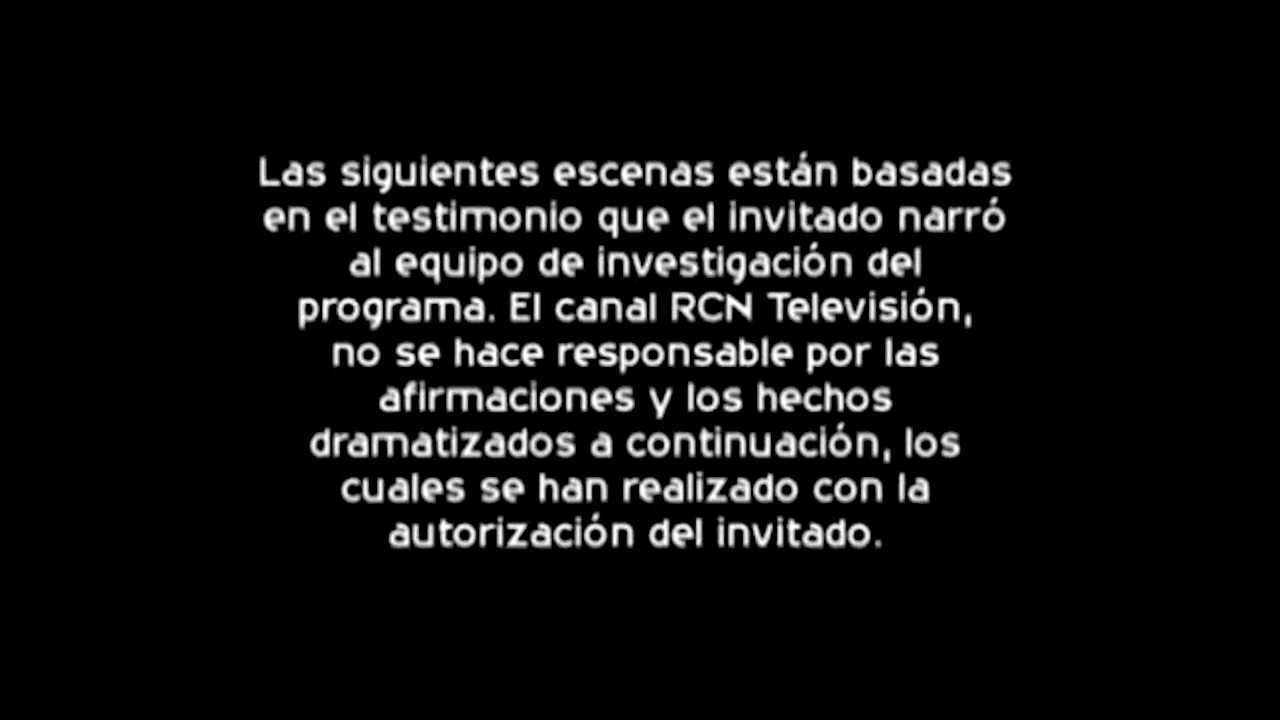 Las siguientes escenas están basadas
en el testimonio que el invitado narró
al equipo de investigación del
programa. El canal RCN Televisión,
no se hace responsable por las
afirmaciones y los hechos
dramatizados a continuación, los
cuales se han realizado con la
autorización del invitado.